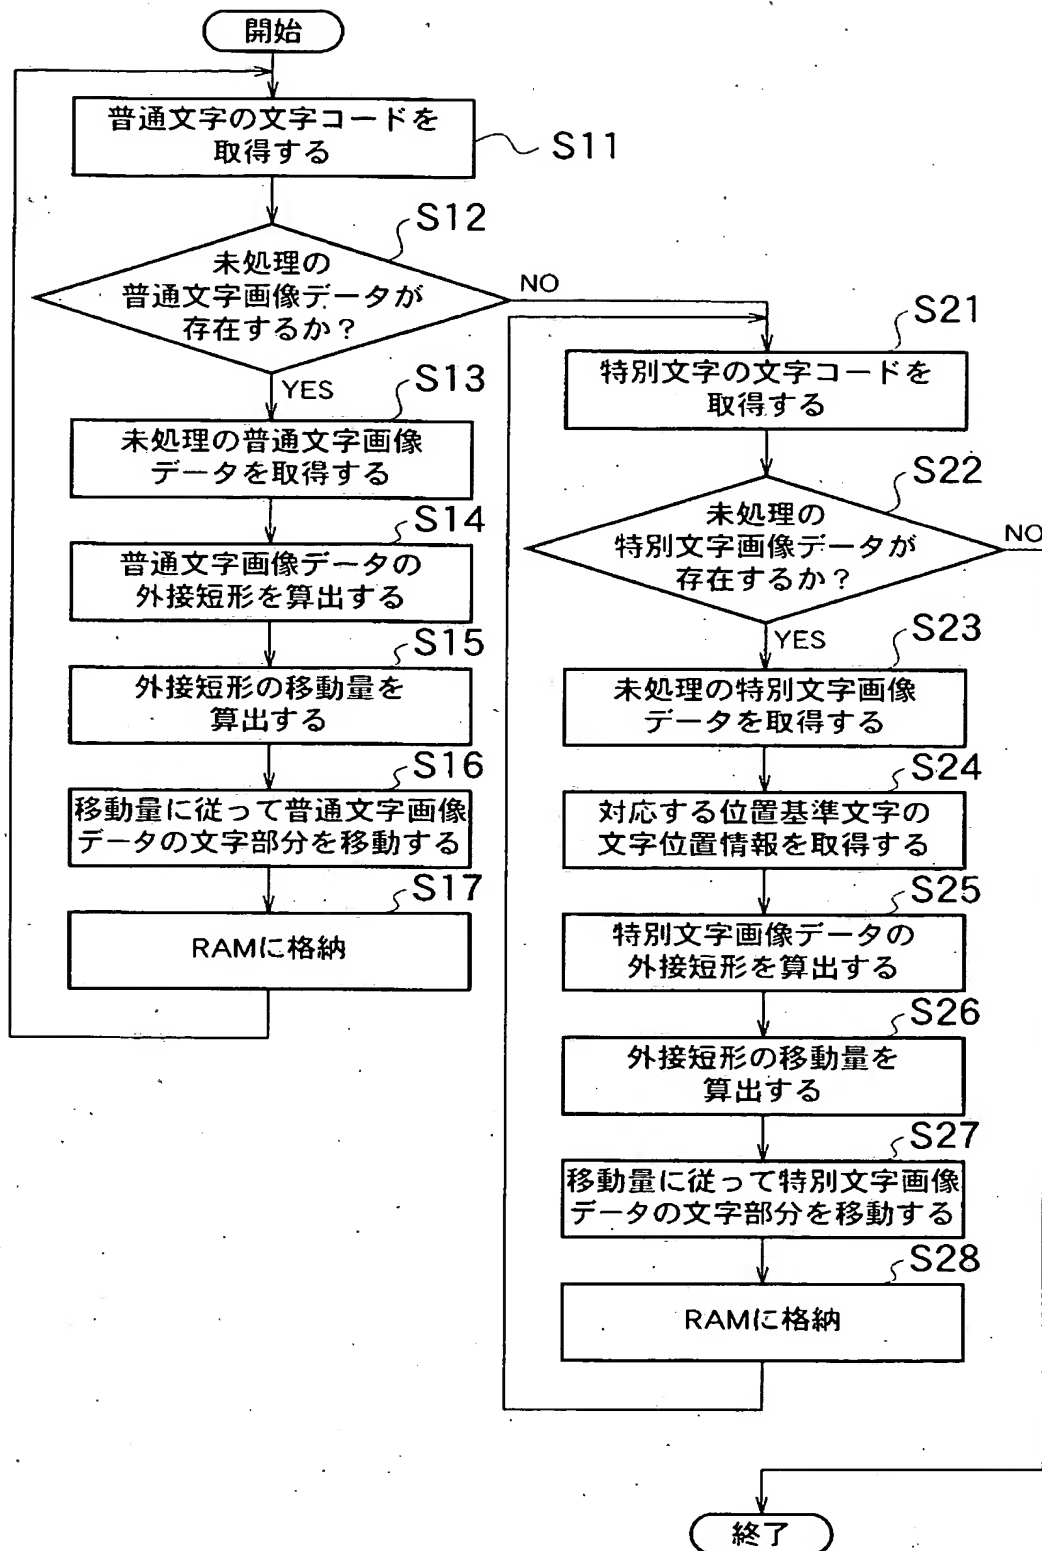 開始
普通文字の文字コードを
取得する
S11
S12
未処理の
普通文字画像データが
存在するか？
NO
YES
S13
未処理の普通文字画像
データを取得する
S14
普通文字画像データの
外接短形を算出する
S15
外接短形の移動量を
算出する
S16
移動量に従って普通文字画像
データの文字部分を移動する
S17
RAMに格納
S21
特別文字の文字コードを
取得する
S22
未処理の
特別文字画像データが
存在するか？
NO
YES
S23
未処理の特別文字画像
データを取得する
S24
対応する位置基準文字の
文字位置情報を取得する
S25
特別文字画像データの
外接短形を算出する
S26
外接短形の移動量を
算出する
S27
移動量に従って特別文字画像
データの文字部分を移動する
S28
RAMに格納
終了